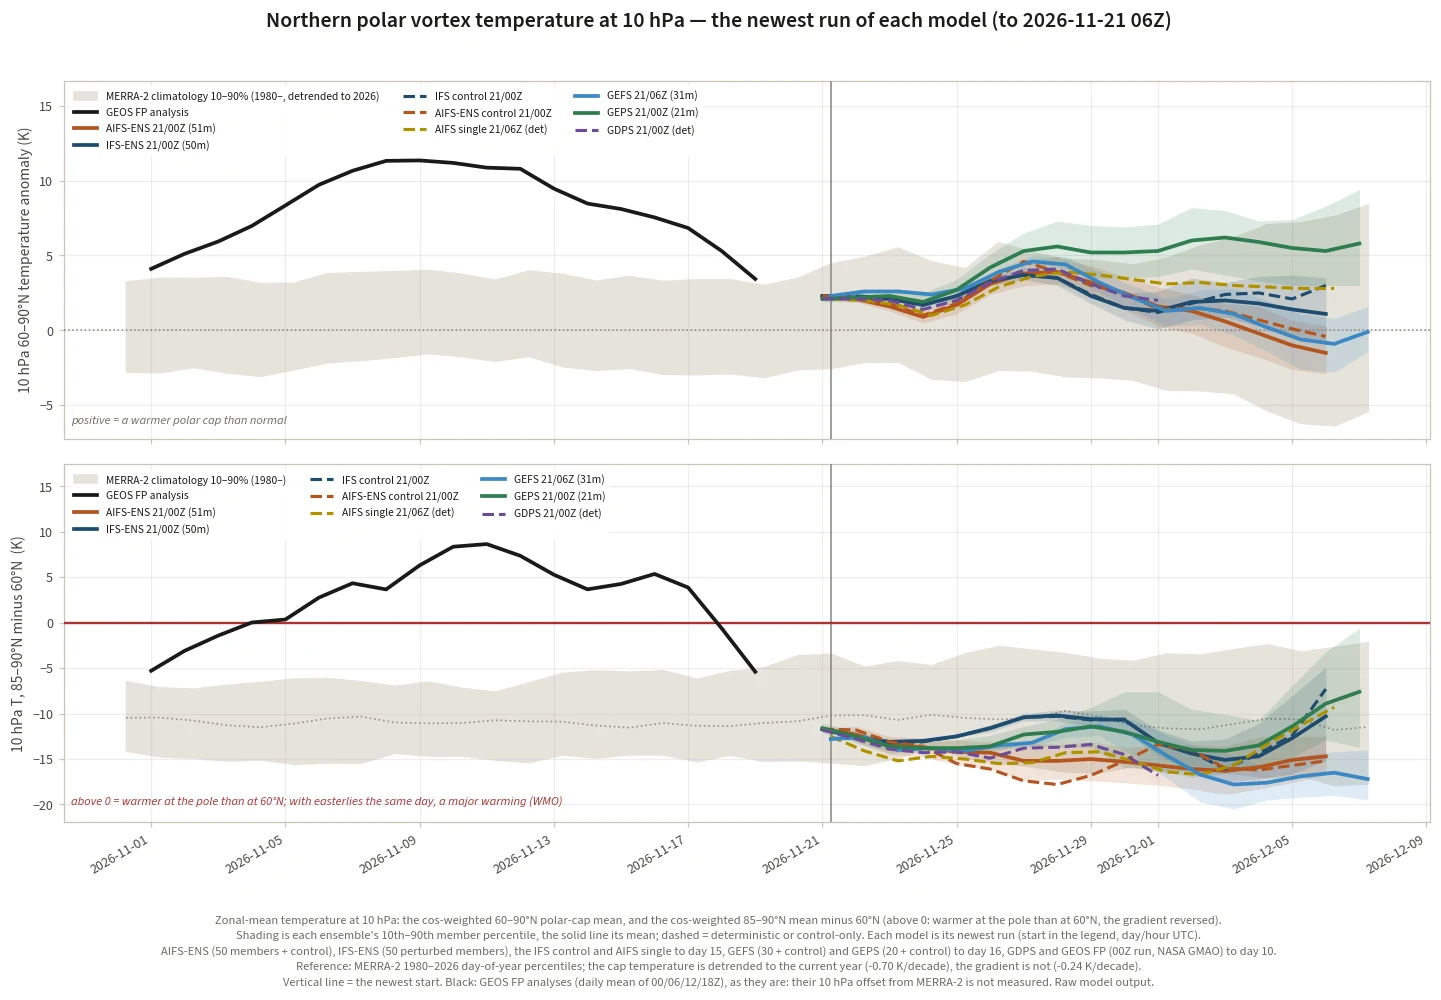 Northern polar vortex temperature at 10 hPa — the newest run of each model (to 2026-11-21 06Z)
MERRA-2 climatology 10–90% (1980–, detrended to 2026)
GEOS FP analysis
AIFS-ENS 21/00Z (51m)
IFS-ENS 21/00Z (50m)
IFS control 21/00Z
AIFS-ENS control 21/00Z
AIFS single 21/06Z (det)
GEFS 21/06Z (31m)
GEPS 21/00Z (21m)
GDPS 21/00Z (det)
10 hPa 60–90°N temperature anomaly (K)
15
10
5
0
−5
positive = a warmer polar cap than normal
MERRA-2 climatology 10–90% (1980–)
GEOS FP analysis
AIFS-ENS 21/00Z (51m)
IFS-ENS 21/00Z (50m)
IFS control 21/00Z
AIFS-ENS control 21/00Z
AIFS single 21/06Z (det)
GEFS 21/06Z (31m)
GEPS 21/00Z (21m)
GDPS 21/00Z (det)
10 hPa T, 85–90°N minus 60°N (K)
15
10
5
0
−5
−10
−15
−20
above 0 = warmer at the pole than at 60°N; with easterlies the same day, a major warming (WMO)
2026-11-01
2026-11-05
2026-11-09
2026-11-13
2026-11-17
2026-11-21
2026-11-25
2026-11-29
2026-12-01
2026-12-05
2026-12-09
Zonal-mean temperature at 10 hPa: the cos-weighted 60–90°N polar-cap mean, and the cos-weighted 85–90°N mean minus 60°N (above 0: warmer at the pole than at 60°N, the gradient reversed).
Shading is each ensemble's 10th–90th member percentile, the solid line its mean; dashed = deterministic or control-only. Each model is its newest run (start in the legend, day/hour UTC).
AIFS-ENS (50 members + control), IFS-ENS (50 perturbed members), the IFS control and AIFS single to day 15, GEFS (30 + control) and GEPS (20 + control) to day 16, GDPS and GEOS FP (00Z run, NASA GMAO) to day 10.
Reference: MERRA-2 1980–2026 day-of-year percentiles; the cap temperature is detrended to the current year (-0.70 K/decade), the gradient is not (-0.24 K/decade).
Vertical line = the newest start. Black: GEOS FP analyses (daily mean of 00/06/12/18Z), as they are: their 10 hPa offset from MERRA-2 is not measured. Raw model output.